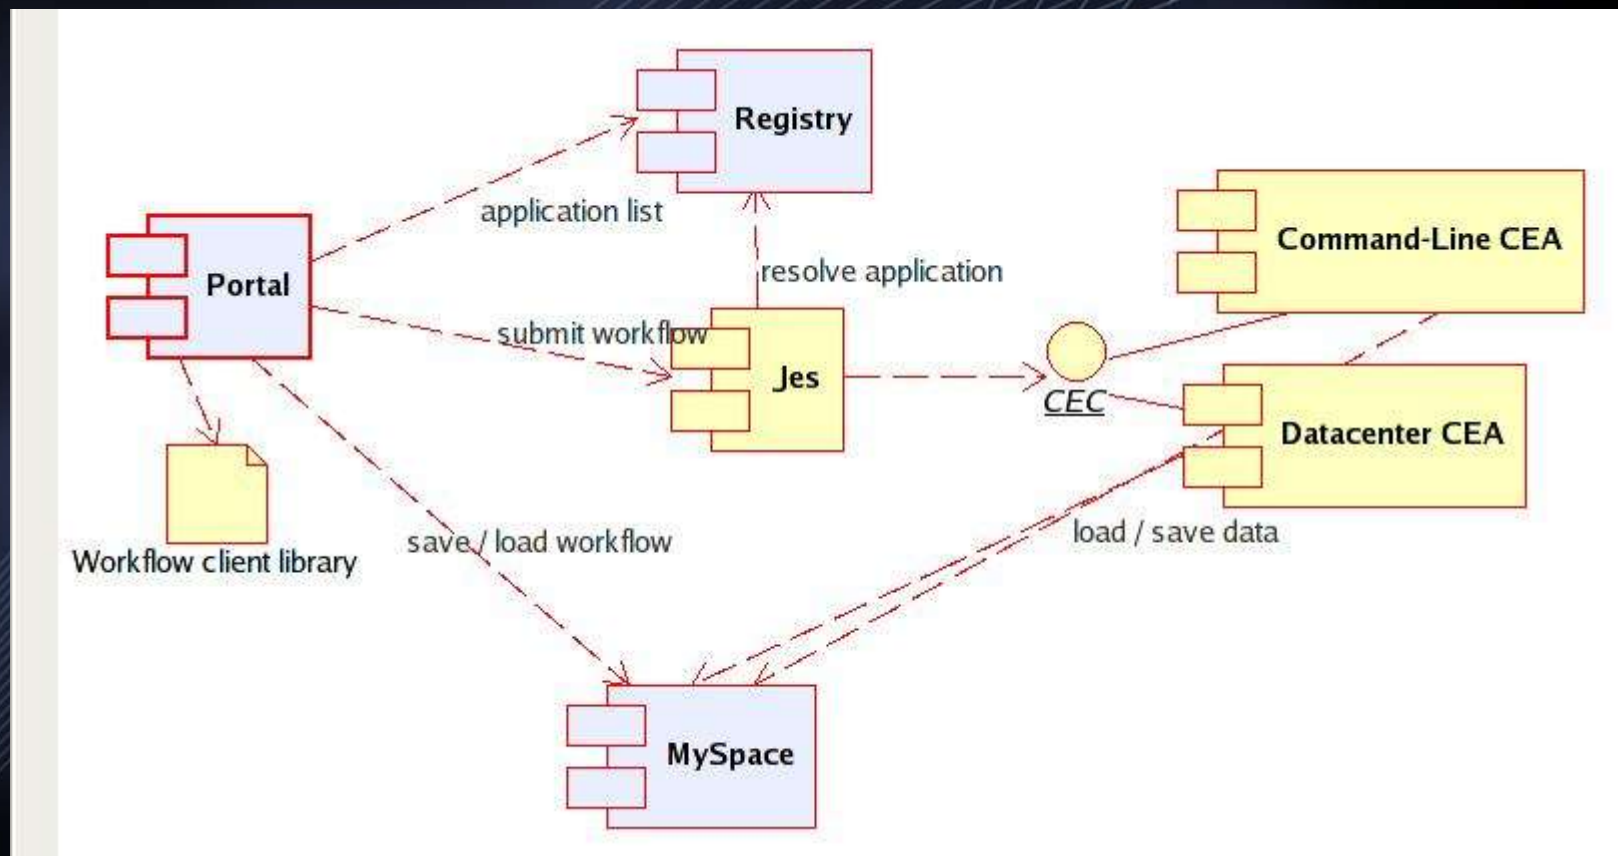 Registry
application list
Command-Line CEA
Portal
resolve application
submit workflow
Jes
CEC
Datacenter CEA
save / load workflow
load / save data
Workflow client library
MySpace